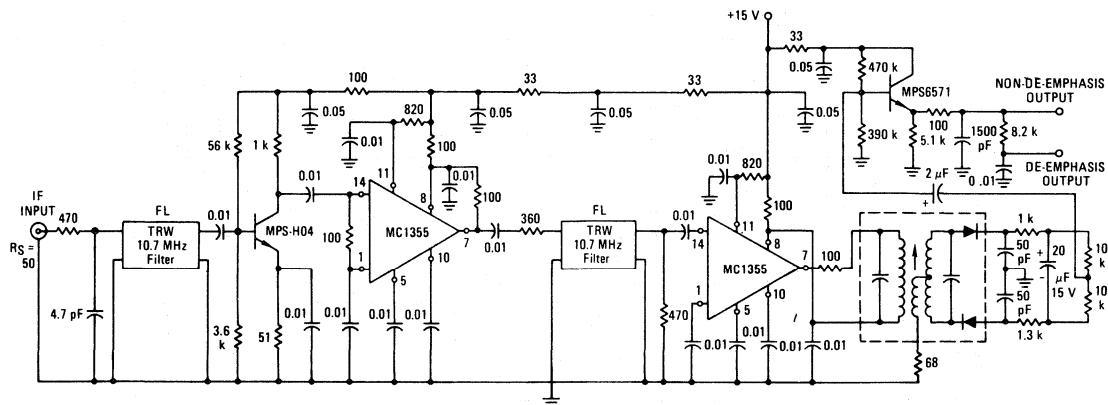 +15 V
33
0.05
470 k
MPS6571
NON-DE-EMPHASIS
OUTPUT
100
33
33
0.05
0.05
0.05
0.05
820
390 k
100
5.1 k
1500
pF
8.2 k
DE-EMPHASIS
OUTPUT
0.01
56 k
1 k
0.01
100
0.01
11
14
8
100
0.01
820
2 µF
+
100
IF
INPUT
470
FL
TRW
10.7 MHz
Filter
0.01
MPS-H04
0.01
100
MC1355
7
1
10
5
0.01
360
FL
TRW
10.7 MHz
Filter
0.01
14
11
8
MC1355
7
1
10
5
100
RS =
50
4.7 pF
3.6
k
51
0.01
0.01
0.01
0.01
470
0.01
0.01
0.01
0.01
68
1 k
50
pF
50
pF
+
20
µF
-
15 V
10
k
10
k
1.3 k